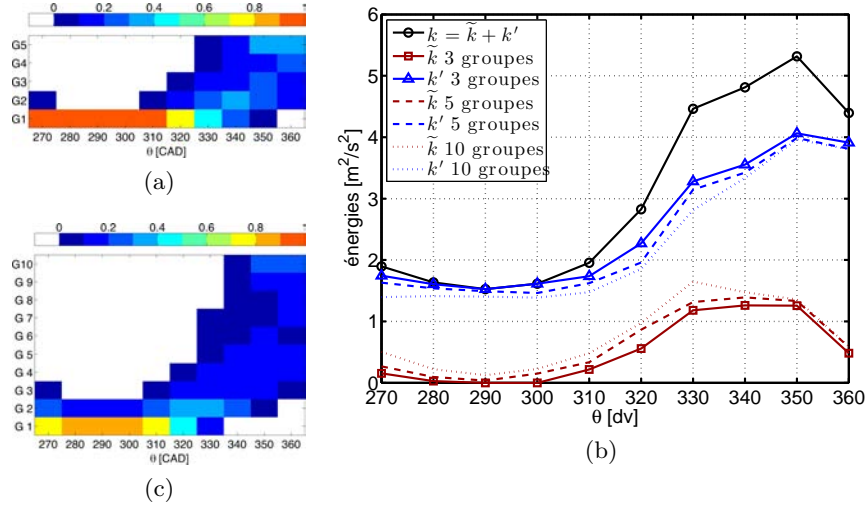 0 0.2 0.4 0.6 0.8
G5
G4
G3
G2
G1
270 280 290 300 310 320 330 340 350 360
θ [CAD]
(a)
0 0.2 0.4 0.6 0.8
G10
G9
G8
G7
G6
G5
G4
G3
G 2
G 1
270 280 290 300 310 320 330 340 350 360
θ [CAD]
(c)
k = k̃ + k′
k̃ 3 groupes
k′ 3 groupes
k̃ 5 groupes
k′ 5 groupes
k̃ 10 groupes
k′ 10 groupes
énergies [m²/s²]
6
5
4
3
2
1
0
270 280 290 300 310 320 330 340 350 360
θ [dv]
(b)